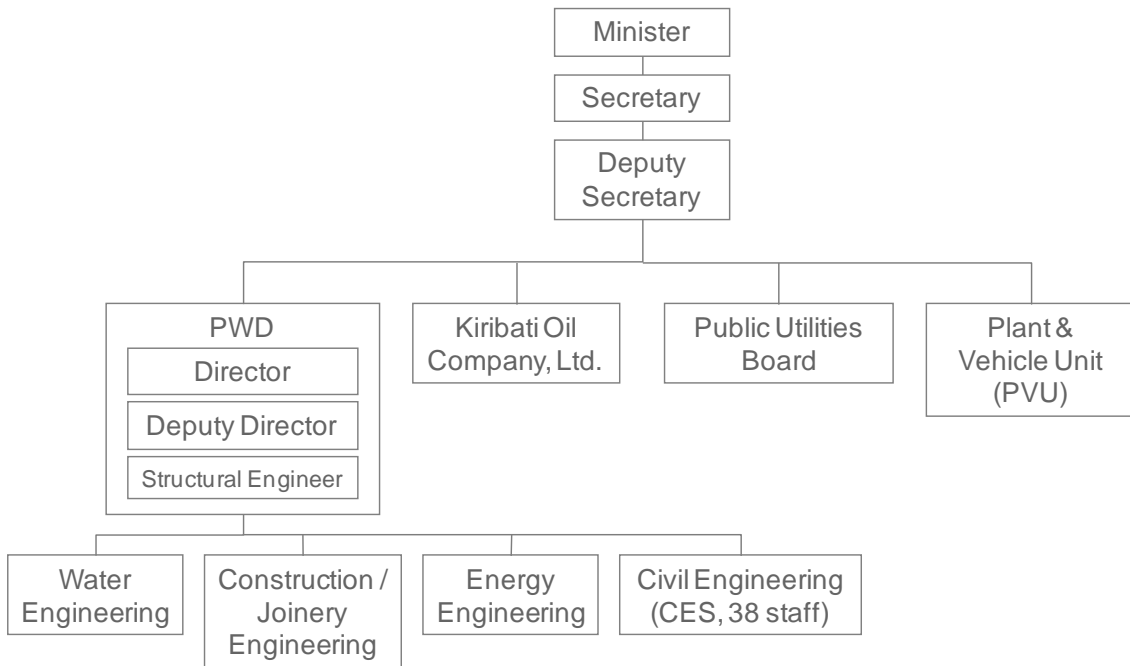 Minister
Secretary
Deputy
Secretary
PWD
Director
Deputy Director
Structural Engineer
Kiribati Oil
Company, Ltd.
Public Utilities
Board
Plant &
Vehicle Unit
(PVU)
Water
Engineering
Construction /
Joinery
Engineering
Energy
Engineering
Civil Engineering
(CES, 38 staff)